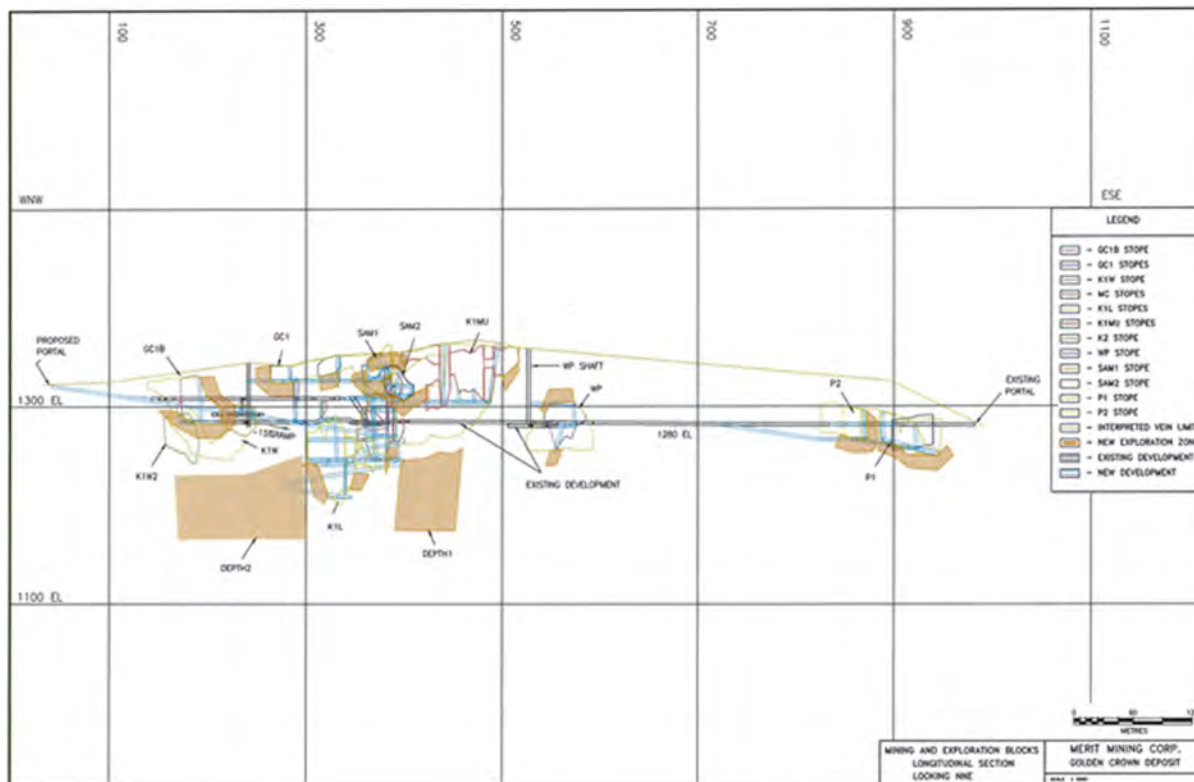 100
300
500
700
900
1100
WNW
ESE
LEGEND
- GC1B STOPE
- GC1 STOPES
- K1W STOPE
- MC STOPES
- K1L STOPES
- K1MU STOPES
- K2 STOPE
- WP STOPE
- SAM1 STOPE
- SAM2 STOPE
- P1 STOPE
- P2 STOPE
- INTERPRETED VEIN LIMIT
- NEW EXPLORATION ZON
- EXISTING DEVELOPMENT
- NEW DEVELOPMENT
PROPOSED
PORTAL
GC1B
GC1
SAM1
SAM2
K1MU
WP SHAFT
WP
P2
EXISTING
PORTAL
1300 EL
RAMP
K1W
K1W2
1280 EL
EXISTING DEVELOPMENT
P1
K1L
DEPTH2
DEPTH1
1100 EL
0
60
METRES
MINING AND EXPLORATION BLOCKS
LONGITUDINAL SECTION
LOOKING NNE
MERIT MINING CORP.
GOLDEN CROWN DEPOSIT